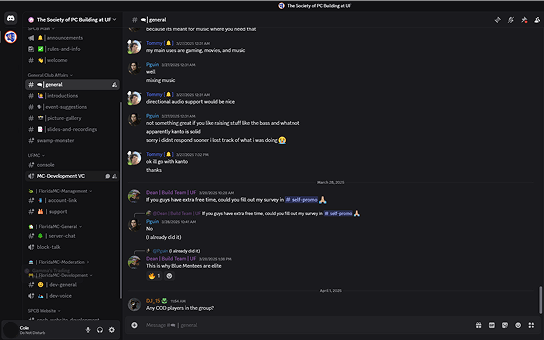 The Society of PC Building at UF
The Society of PC Building at UF
general
SPCB Main
announcements
rules-and-info
welcome
General Club Affairs
general
introductions
event-suggestions
picture-gallery
slides-and-recordings
swamp-monster
UFMC
console
MC-Development VC
FloridaMC-Management
account-link
support
FloridaMC-General
server-chat
block-talk
FloridaMC-Moderation
FloridaMC-Development
dev-general
dev-voice
SPCB Website
Cole
Do Not Disturb
because its meant for music where you need that
Tommy 3/27/2025 12:31 AM
my main uses are gaming, movies, and music
Pguin 3/27/2025 12:31 AM
well
mixing music
Tommy 3/27/2025 12:31 AM
directional audio support would be nice
Pguin 3/27/2025 10:31 AM
not something great if you like raising stuff like the bass and whatnot
apparently kanto is solid
sorry i didnt respond sooner i lost track of what i was doing
Tommy 3/27/2025 7:02 PM
ok ill go with kanto
thanks
March 28, 2025
Dean | Build Team | UF 3/28/2025 10:28 AM
If you guys have extra free time, could you fill out my survey in # self-promo
@Dean | Build Team | UF If you guys have extra free time, could you fill out my survey in # self-promo
Pguin 3/28/2025 10:41 AM
No
(I already did it)
@Pguin (I already did it)
Dean | Build Team | UF 3/28/2025 1:36 PM
This is why Blue Mentees are elite
1
April 1, 2025
DJ_15 11:54 AM
Any COD players in the group?
Message # | general